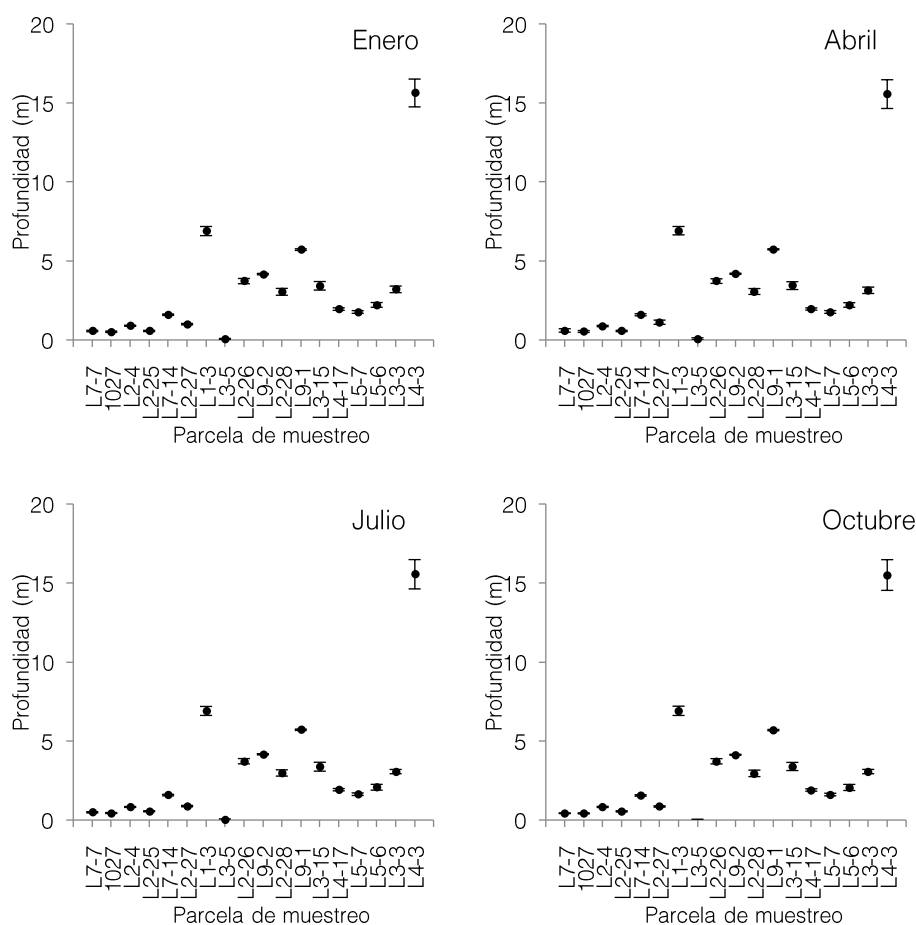 Enero
Profundidad (m)
20
15
10
5
0
L7-7
1027
L2-4
L2-25
L7-14
L2-27
L1-3
L3-5
L2-26
L9-2
L2-28
L9-1
L3-15
L4-17
L5-7
L5-6
L3-3
L4-3
Parcela de muestreo
Abril
Profundidad (m)
20
15
10
5
0
L7-7
1027
L2-4
L2-25
L7-14
L2-27
L1-3
L3-5
L2-26
L9-2
L2-28
L9-1
L3-15
L4-17
L5-7
L5-6
L3-3
L4-3
Parcela de muestreo
Julio
Profundidad (m)
20
15
10
5
0
L7-7
1027
L2-4
L2-25
L7-14
L2-27
L1-3
L3-5
L2-26
L9-2
L2-28
L9-1
L3-15
L4-17
L5-7
L5-6
L3-3
L4-3
Parcela de muestreo
Octubre
Profundidad (m)
20
15
10
5
0
L7-7
1027
L2-4
L2-25
L7-14
L2-27
L1-3
L3-5
L2-26
L9-2
L2-28
L9-1
L3-15
L4-17
L5-7
L5-6
L3-3
L4-3
Parcela de muestreo